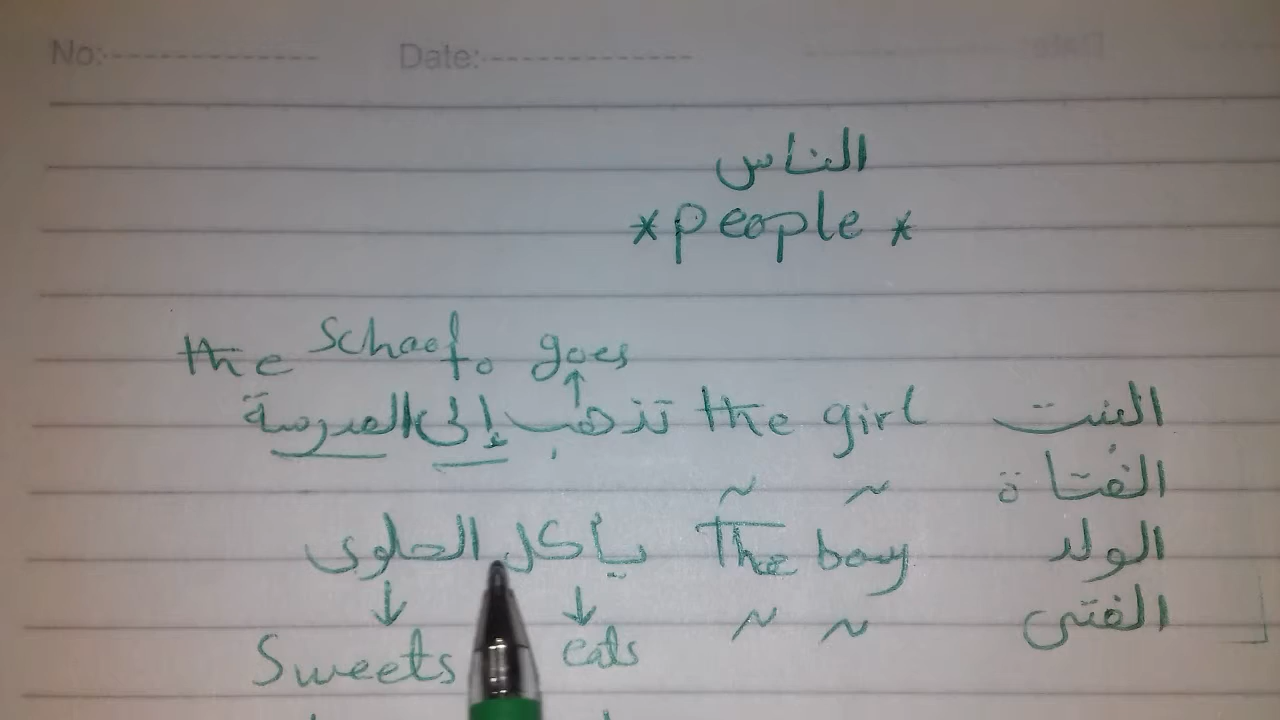 No: Date:
الناس
*people*
the school to goes
البنت the girl تذهب إلى المدرسة
الفتاة ~ ~
الولد The boy يأكل الحلوى
الفتى ~ ~
Sweets eats